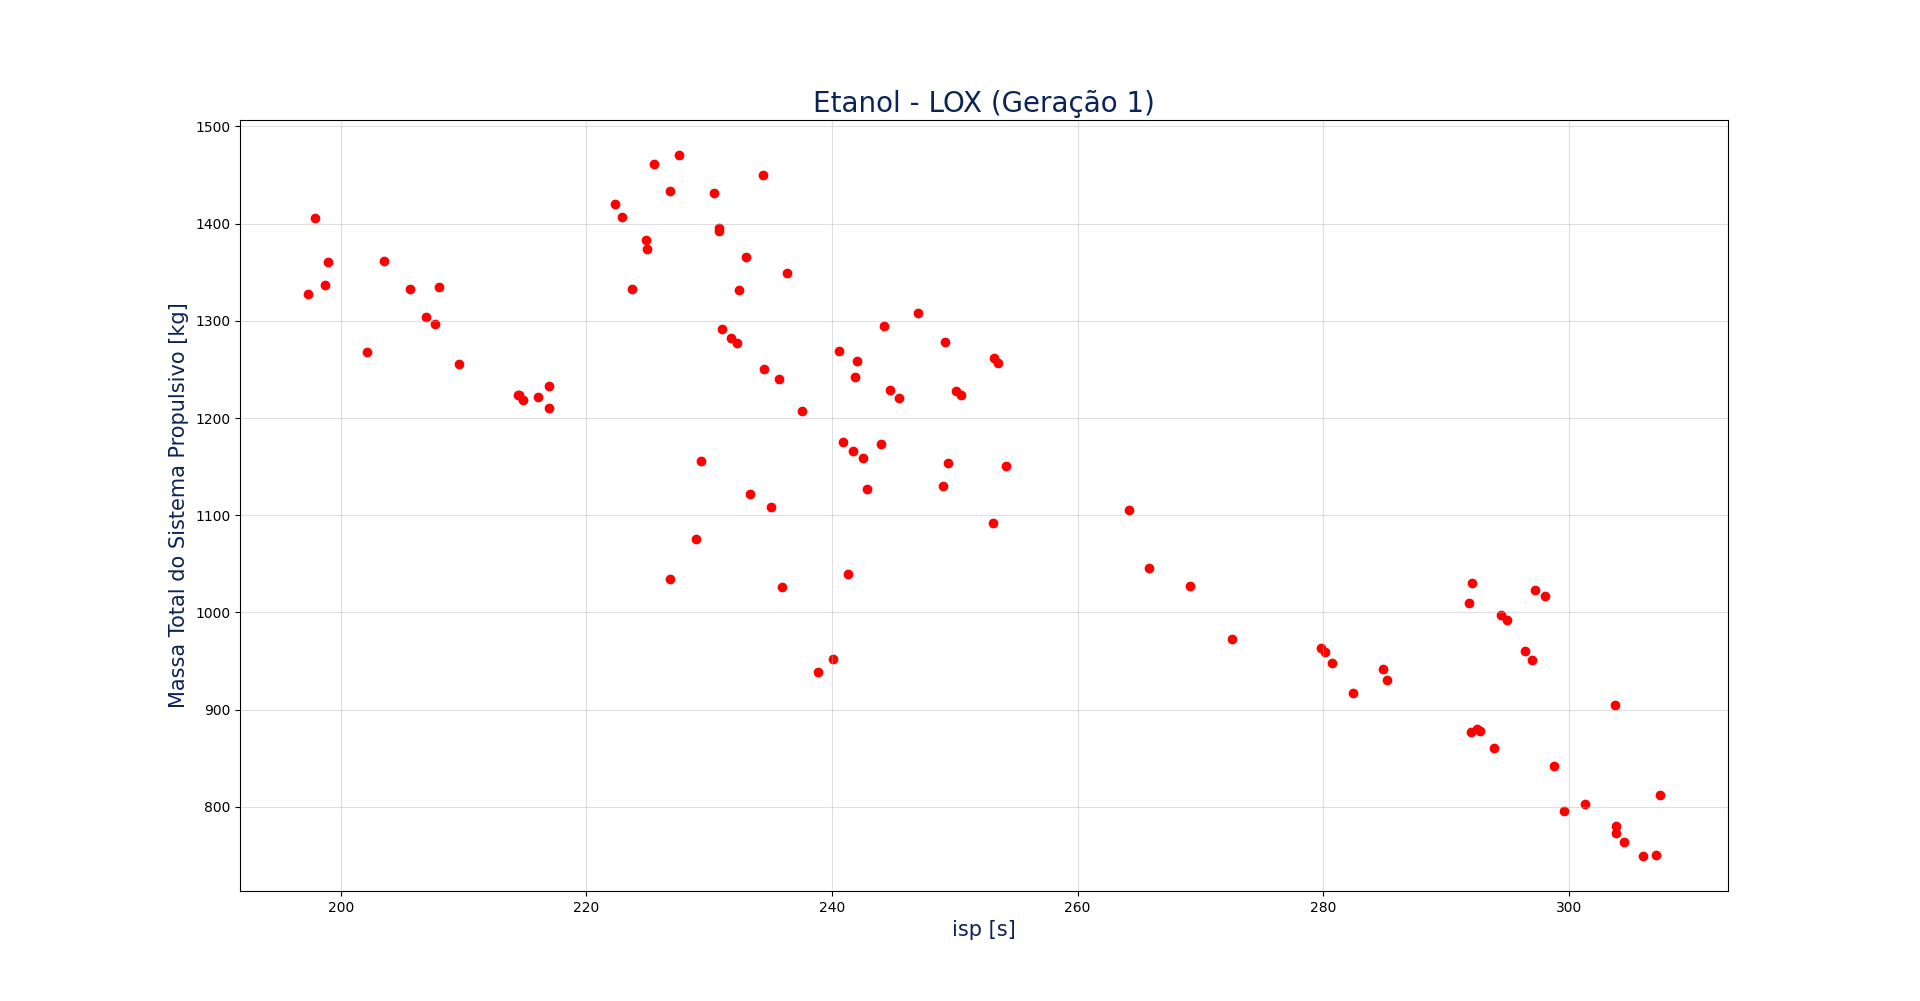 Etanol - LOX (Geração 1)
Massa Total do Sistema Propulsivo [kg]
1500
1400
1300
1200
1100
1000
900
800
200 220 240 260 280 300
isp [s]